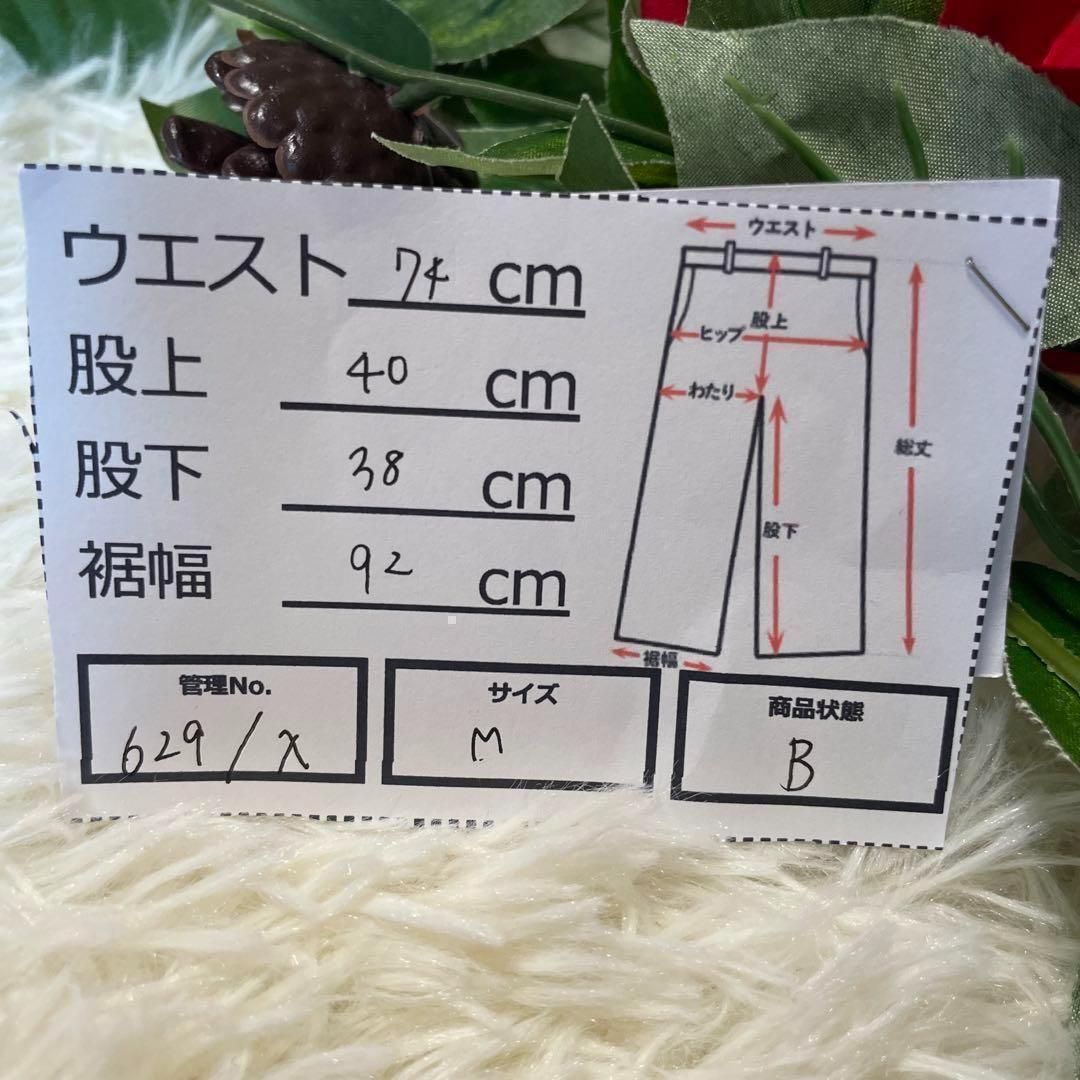 ウエスト 74 cm
股上 40 cm
股下 38 cm
裾幅 92 cm
ウエスト
股上
ヒップ
わたり
総丈
股下
裾幅
管理No.
629/x
サイズ
M
商品状態
B